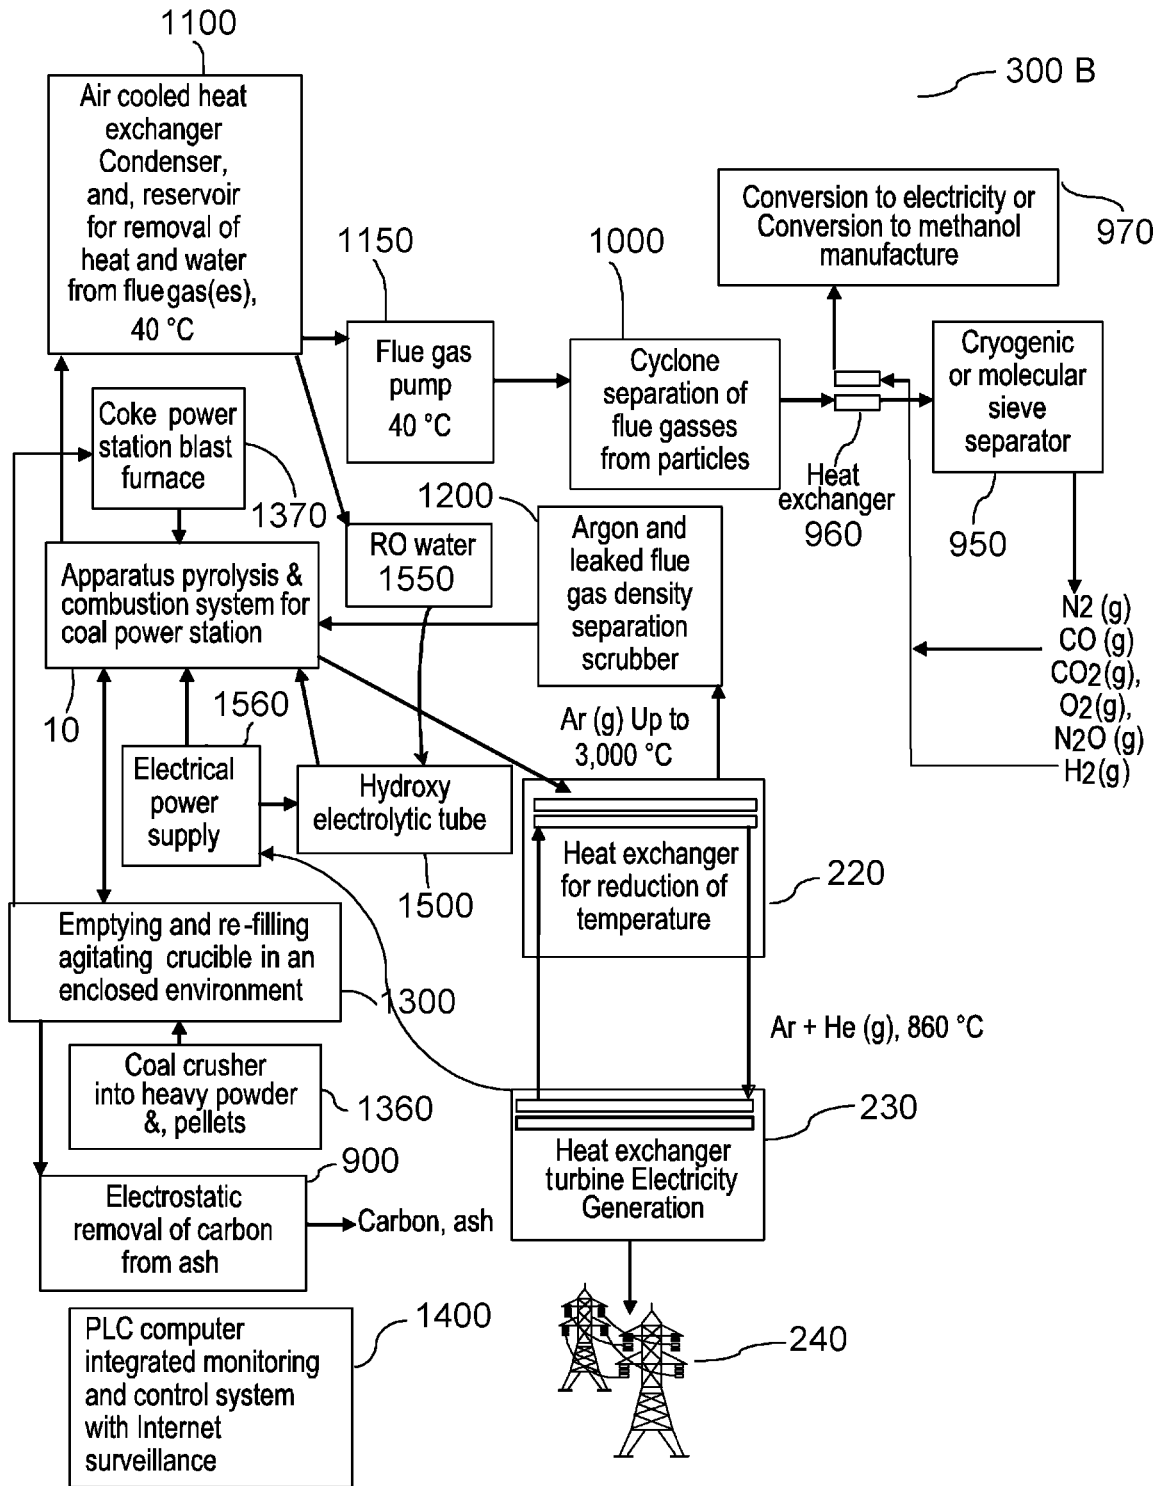 1100
Air cooled heat
exchanger
Condenser,
and, reservoir
for removal of
heat and water
from flue gas(es),
40 °C
300 B
Conversion to electricity or
Conversion to methanol
manufacture
970
1150
Flue gas
pump
40 °C
1000
Cyclone
separation of
flue gasses
from particles
Heat
exchanger
960
Cryogenic
or molecular
sieve
separator
950
N2 (g)
CO (g)
CO2 (g),
O2 (g),
N2O (g)
H2 (g)
Coke power
station blast
furnace
1370
RO water
1550
1200
Argon and
leaked flue
gas density
separation
scrubber
Apparatus pyrolysis &
combustion system for
coal power station
10
1560
Electrical
power
supply
Hydroxy
electrolytic tube
1500
Ar (g) Up to
3,000 °C
Heat exchanger
for reduction of
temperature
220
Emptying and re-filling
agitating crucible in an
enclosed environment
1300
Ar + He (g), 860 °C
Coal crusher
into heavy powder
&, pellets
1360
Heat exchanger
turbine Electricity
Generation
230
900
Electrostatic
removal of carbon
from ash
Carbon, ash
240
PLC computer
integrated monitoring
and control system
with Internet
surveillance
1400